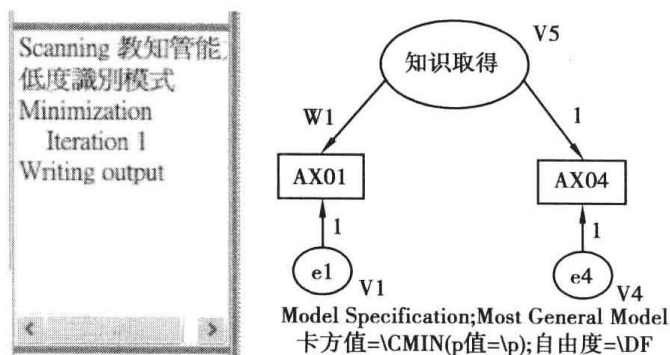 Scanning 教知管能
低度識別模式
Minimization
Iteration 1
Writing output
知识取得
V5
W1
1
AX01
AX04
1
1
e1
V1
e4
V4
Model Specification;Most General Model
卡方值=\CMIN(p值=\p);自由度=\DF